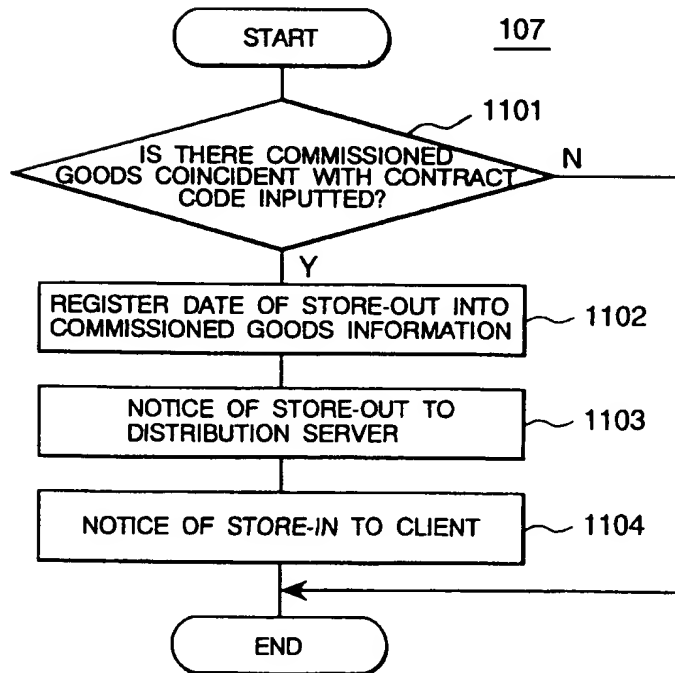 START
107
1101
IS THERE COMMISSIONED
GOODS COINCIDENT WITH CONTRACT
CODE INPUTTED?
N
Y
REGISTER DATE OF STORE-OUT INTO
COMMISSIONED GOODS INFORMATION
1102
NOTICE OF STORE-OUT TO
DISTRIBUTION SERVER
1103
NOTICE OF STORE-IN TO CLIENT
1104
END